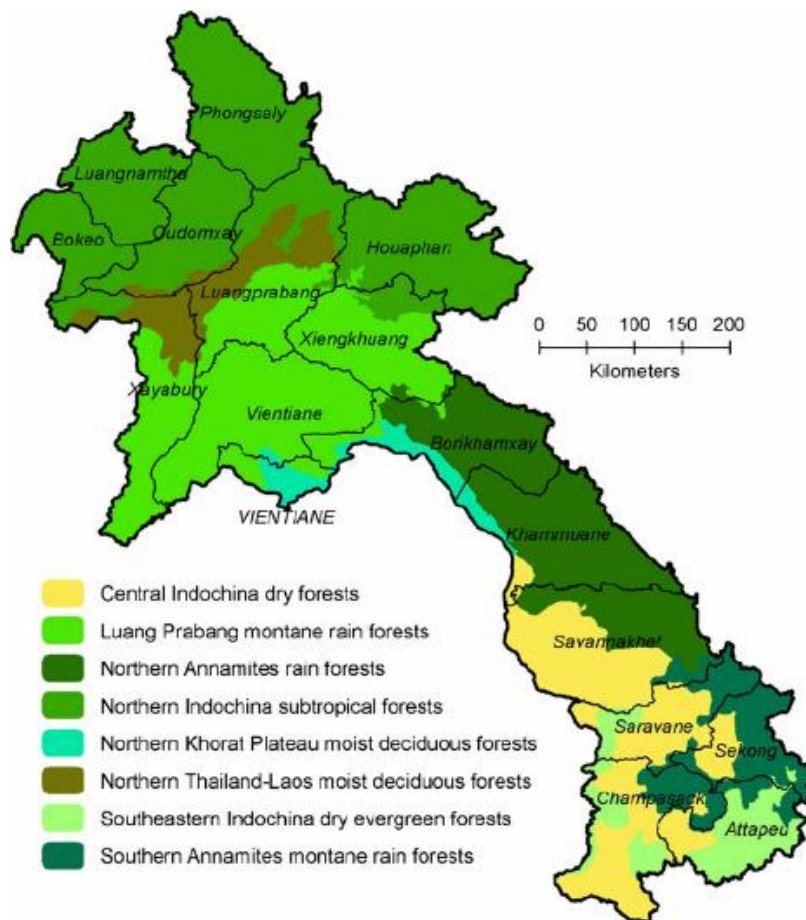 Phongsaly
Luangnamtha
Bokeo
Oudomxay
Houaphan
Luangprabang
Xiengkhuang
0 50 100 150 200
Kilometers
Xayabury
Vientiane
Borikhamxay
VIENTIANE
Khammuane
Central Indochina dry forests
Luang Prabang montane rain forests
Savannakhet
Northern Annamites rain forests
Northern Indochina subtropical forests
Saravane
Northern Khorat Plateau moist deciduous forests
Sekong
Northern Thailand-Laos moist deciduous forests
Champasack
Southeastern Indochina dry evergreen forests
Attapeu
Southern Annamites montane rain forests